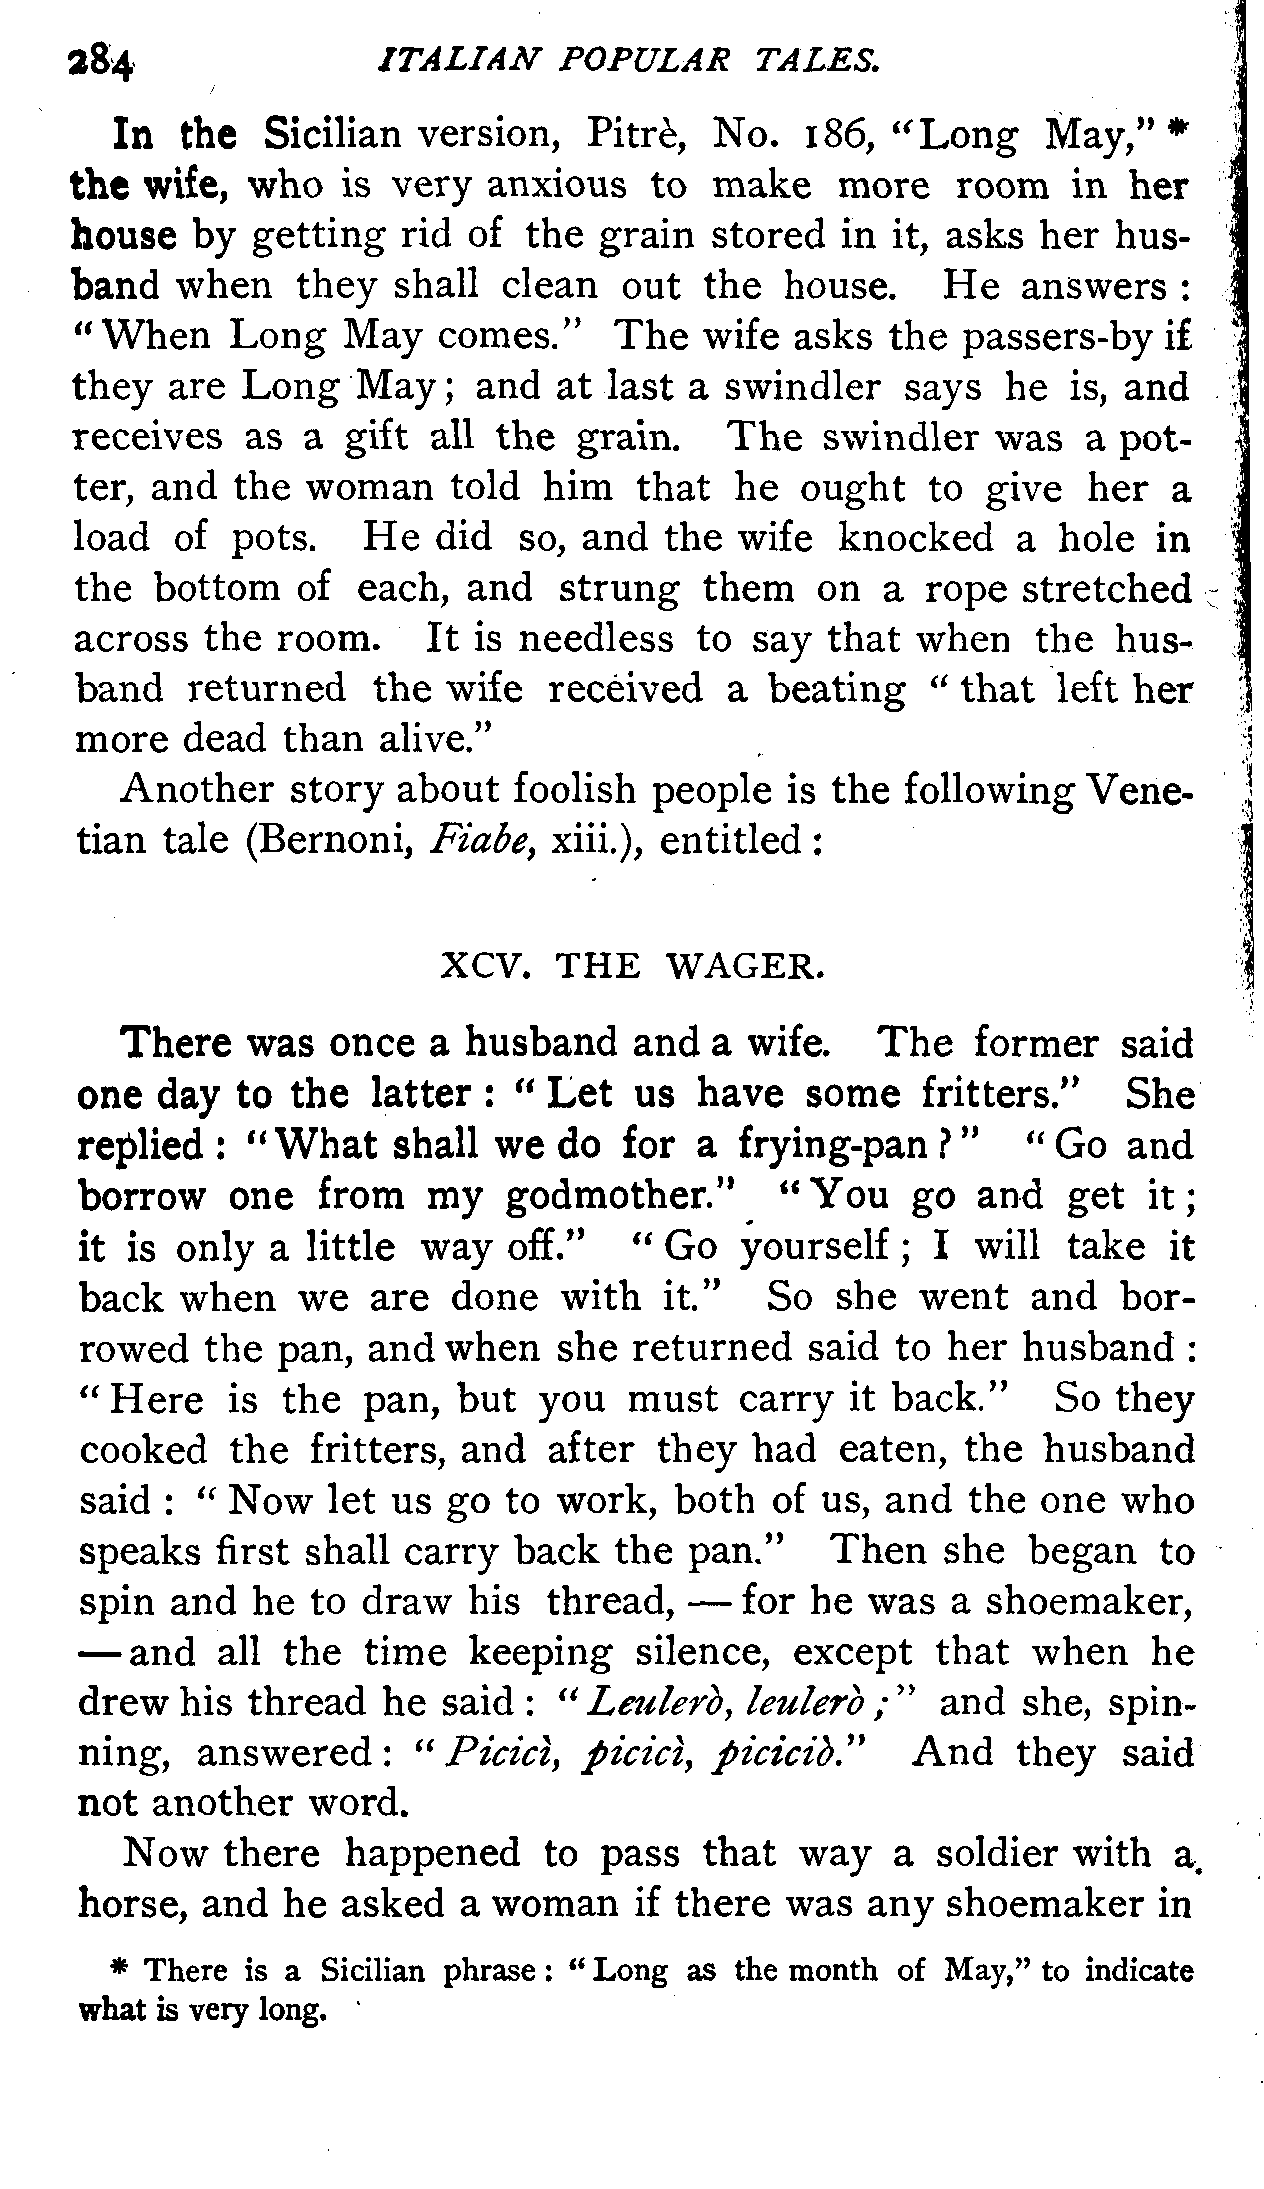 284 ITALIAN POPULAR TALES.
In the Sicilian version, Pitrè, No. 186, "Long May," *
the wife, who is very anxious to make more room in her
house by getting rid of the grain stored in it, asks her hus-
band when they shall clean out the house. He answers :
"When Long May comes." The wife asks the passers-by if
they are Long May; and at last a swindler says he is, and
receives as a gift all the grain. The swindler was a pot-
ter, and the woman told him that he ought to give her a
load of pots. He did so, and the wife knocked a hole in
the bottom of each, and strung them on a rope stretched
across the room. It is needless to say that when the hus-
band returned the wife received a beating "that left her
more dead than alive."
Another story about foolish people is the following Vene-
tian tale (Bernoni, Fiabe, xiii.), entitled :
XCV. THE WAGER.
There was once a husband and a wife. The former said
one day to the latter : "Let us have some fritters." She
replied : "What shall we do for a frying-pan ?" "Go and
borrow one from my godmother." "You go and get it ;
it is only a little way off." "Go yourself ; I will take it
back when we are done with it." So she went and bor-
rowed the pan, and when she returned said to her husband :
"Here is the pan, but you must carry it back." So they
cooked the fritters, and after they had eaten, the husband
said : "Now let us go to work, both of us, and the one who
speaks first shall carry back the pan." Then she began to
spin and he to draw his thread, — for he was a shoemaker,
— and all the time keeping silence, except that when he
drew his thread he said : "Leulerò, leulerò ;" and she, spin-
ning, answered : "Picicì, picicì, piciciò." And they said
not another word.
Now there happened to pass that way a soldier with a
horse, and he asked a woman if there was any shoemaker in
* There is a Sicilian phrase : "Long as the month of May," to indicate
what is very long.